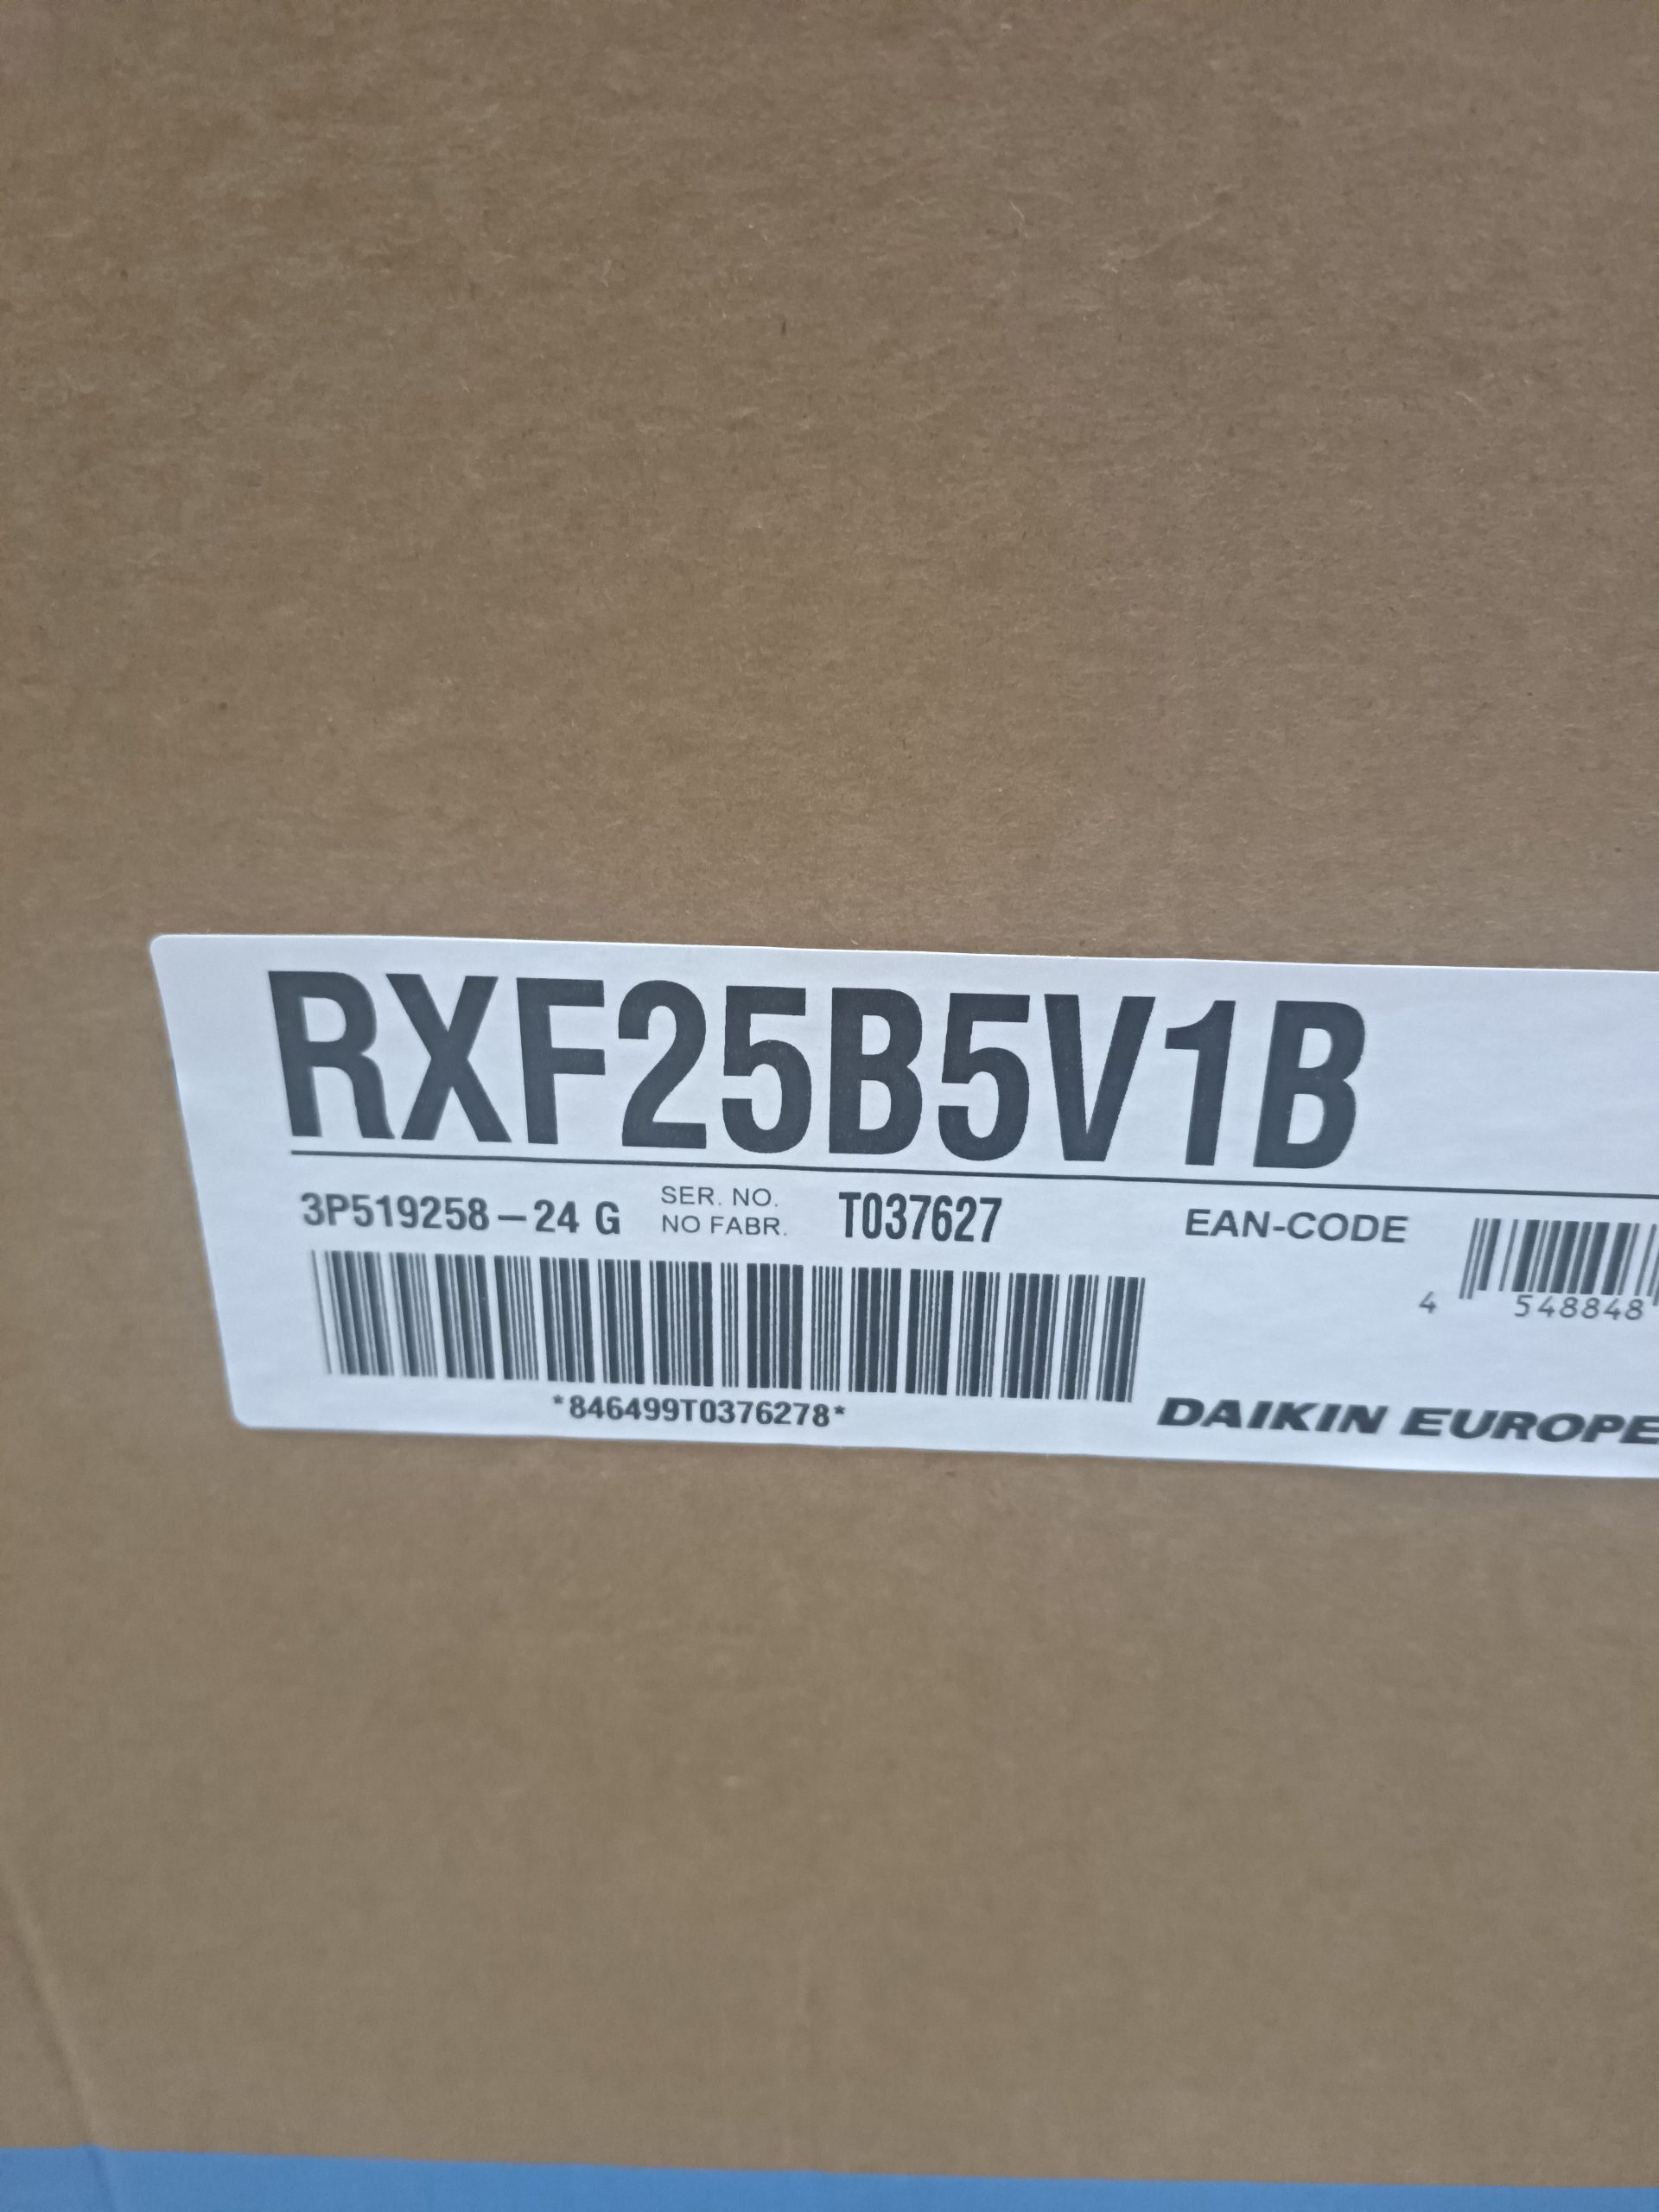 RXF25B5V1B
3P519258-24 G
SER. NO.
NO FABR.
T037627
EAN-CODE
4 548848
*846499T0376278*
DAIKIN EUROPE